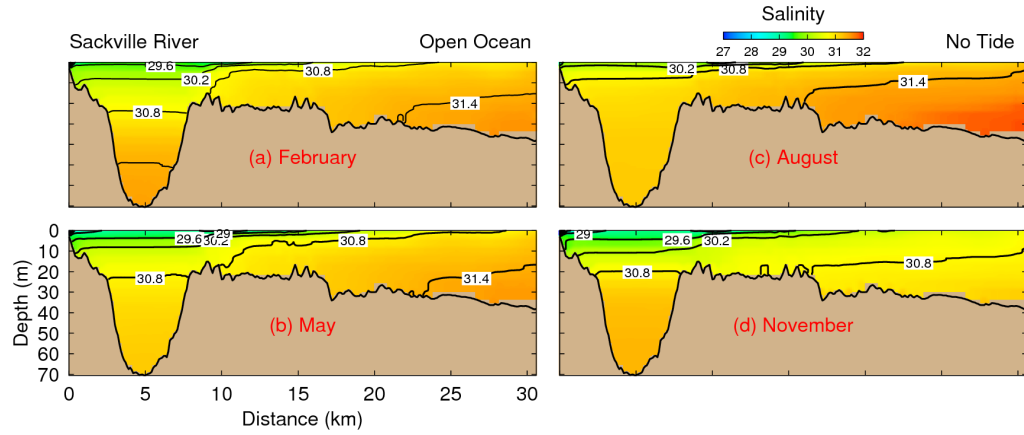 Salinity
27 28 29 30 31 32
Sackville River
Open Ocean
No Tide
29.6
30.2
30.8
30.8
31.4
(a) February
30.2
30.8
31.4
(c) August
0
10
20
30
40
50
60
70
Depth (m)
29
29.6
30.2
30.8
30.8
31.4
(b) May
29
29.6
30.2
30.8
30.8
(d) November
0 5 10 15 20 25 30
Distance (km)